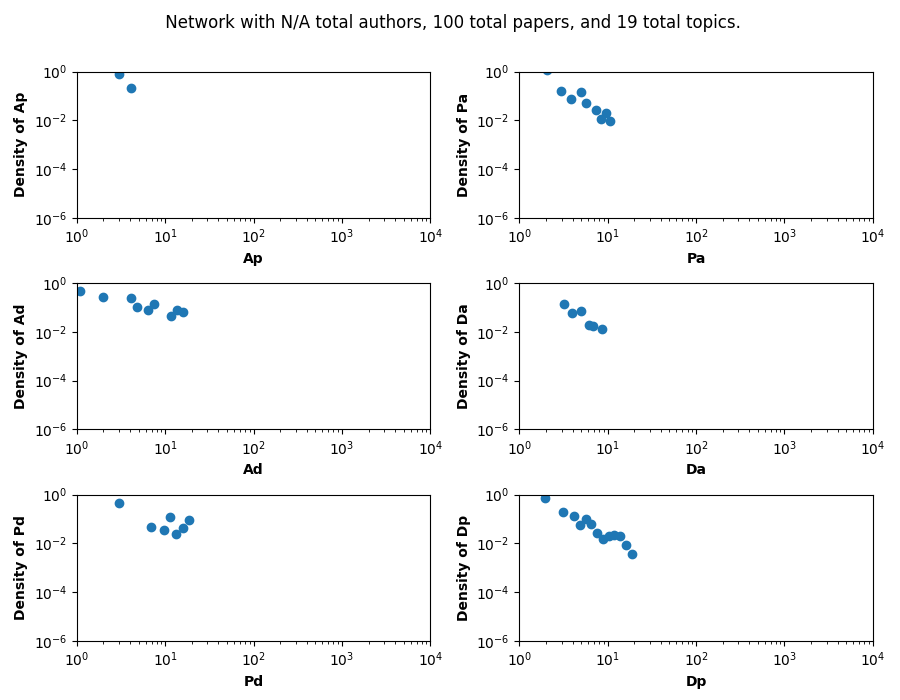 Network with N/A total authors, 100 total papers, and 19 total topics.
Density of Ap
10^0
10^-2
10^-4
10^-6
10^0 10^1 10^2 10^3 10^4
Ap
Density of Pa
10^0
10^-2
10^-4
10^-6
10^0 10^1 10^2 10^3 10^4
Pa
Density of Ad
10^0
10^-2
10^-4
10^-6
10^0 10^1 10^2 10^3 10^4
Ad
Density of Da
10^0
10^-2
10^-4
10^-6
10^0 10^1 10^2 10^3 10^4
Da
Density of Pd
10^0
10^-2
10^-4
10^-6
10^0 10^1 10^2 10^3 10^4
Pd
Density of Dp
10^0
10^-2
10^-4
10^-6
10^0 10^1 10^2 10^3 10^4
Dp